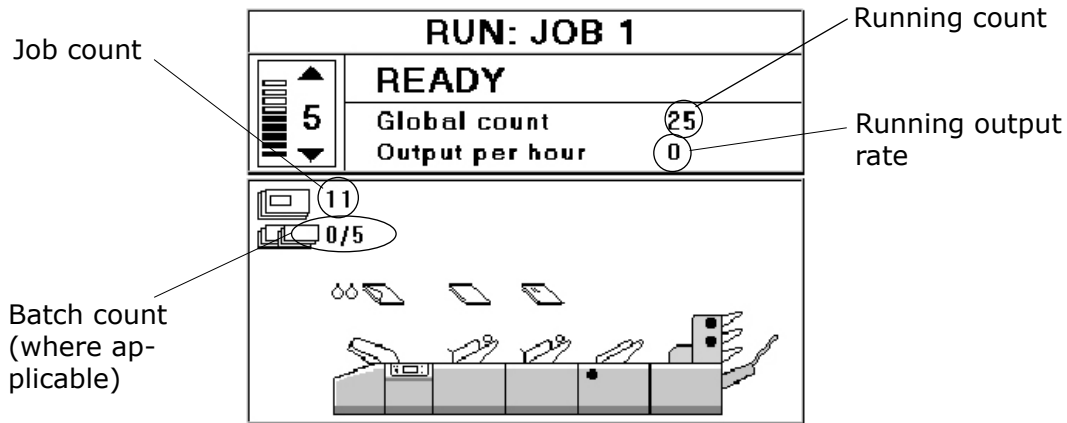 RUN: JOB 1
Running count
Job count
READY
5
Global count 25
Output per hour 0
Running output
rate
11
0/5
Batch count
(where ap-
plicable)